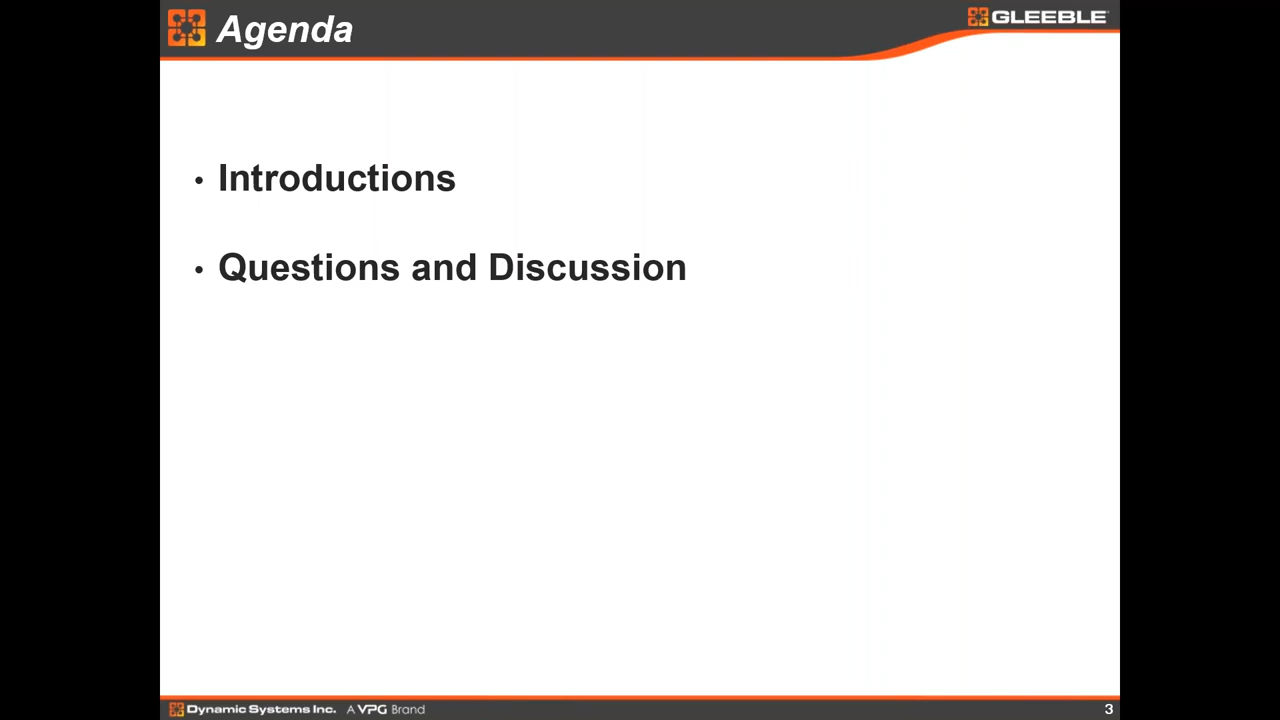 Agenda
GLEEBLE
• Introductions
• Questions and Discussion
Dynamic Systems Inc. A VPG Brand
3